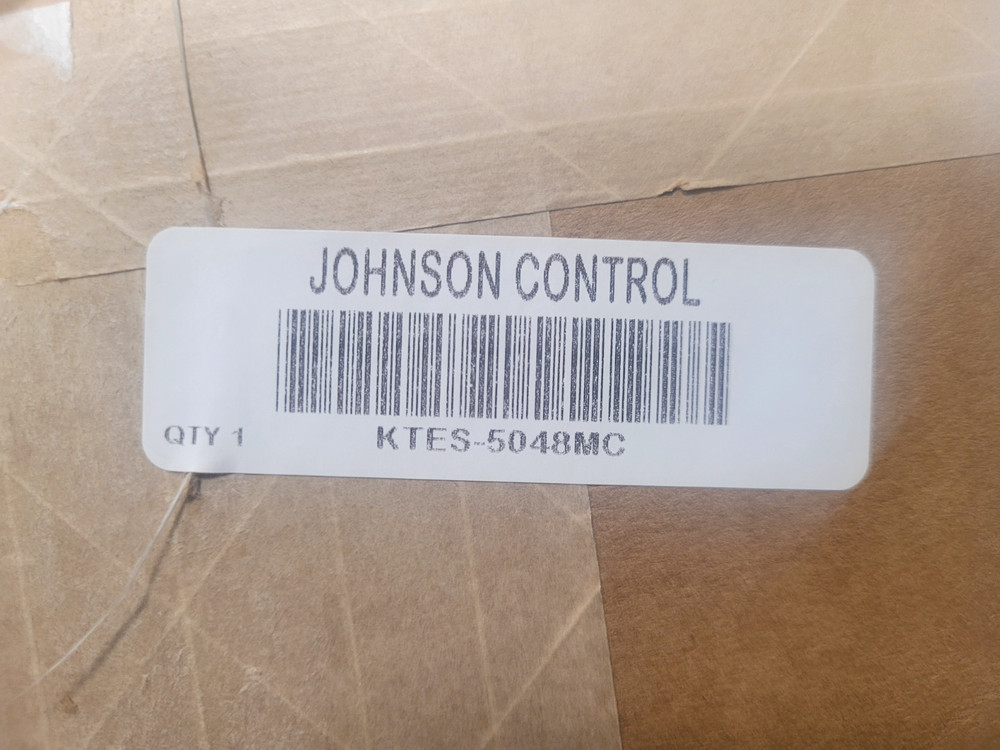 JOHNSON CONTROL
QTY 1
KTES-5048MC